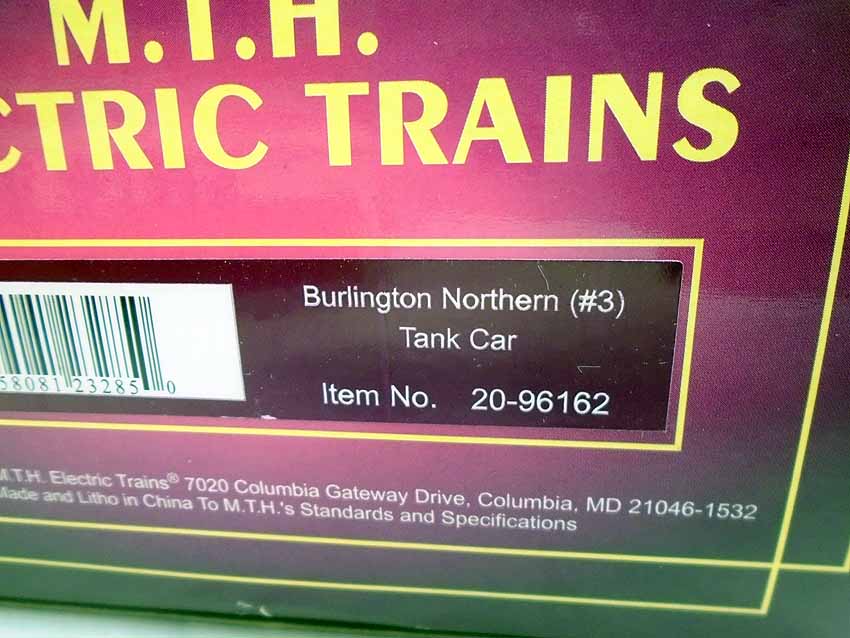 M.T.H.
CTRIC TRAINS
Burlington Northern (#3)
Tank Car
Item No. 20-96162
58081 23285 0
M.T.H. Electric Trains® 7020 Columbia Gateway Drive, Columbia, MD 21046-1532
Made and Litho in China To M.T.H.'s Standards and Specifications